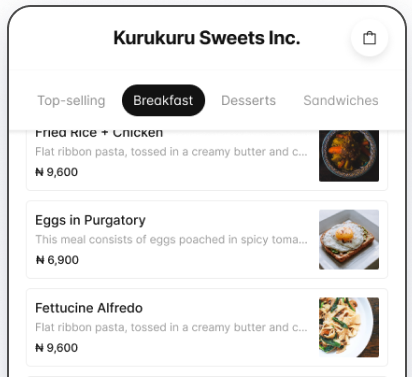 Kurukuru Sweets Inc.
Top-selling Breakfast Desserts Sandwiches
Fried Rice + Chicken
Flat ribbon pasta, tossed in a creamy butter and c...
₦ 9,600
Eggs in Purgatory
This meal consists of eggs poached in spicy toma...
₦ 6,900
Fettucine Alfredo
Flat ribbon pasta, tossed in a creamy butter and c...
₦ 9,600